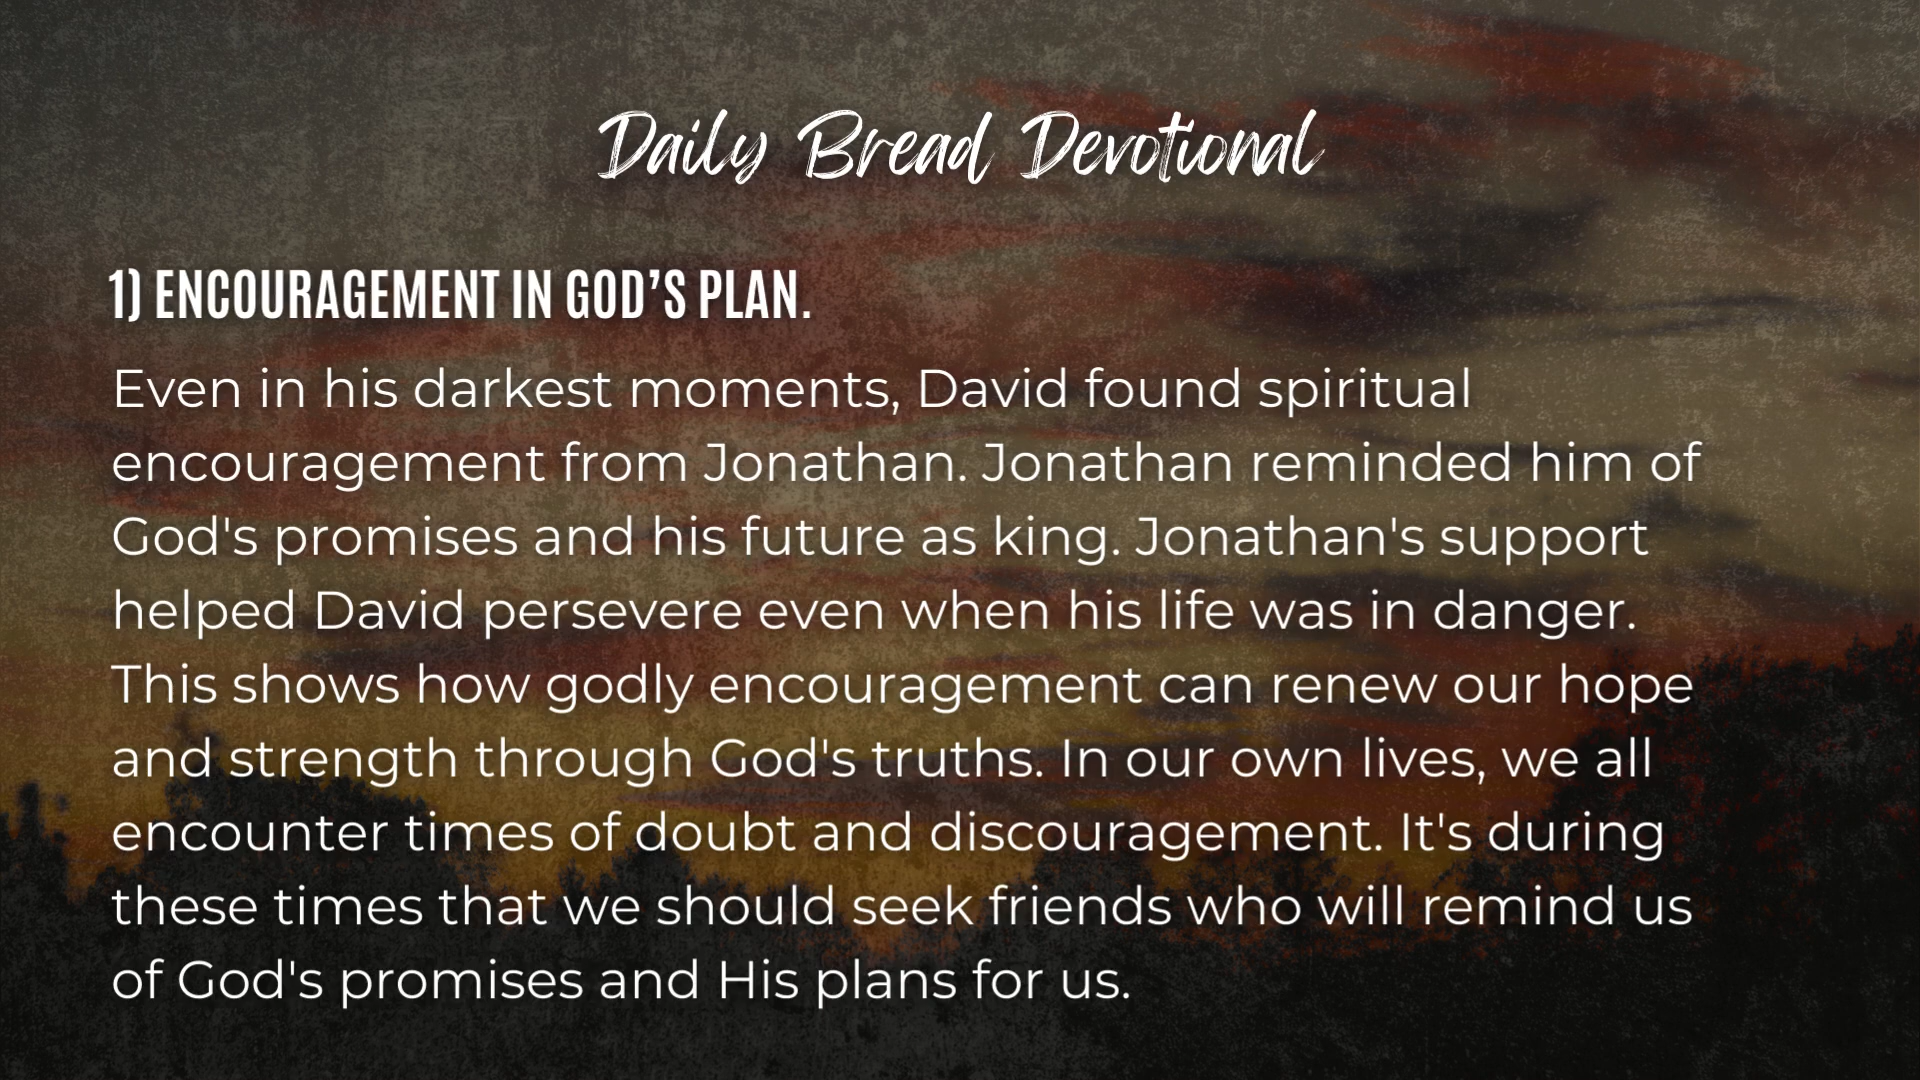 Daily Bread Devotional
1) ENCOURAGEMENT IN GOD’S PLAN.
Even in his darkest moments, David found spiritual
encouragement from Jonathan. Jonathan reminded him of
God's promises and his future as king. Jonathan's support
helped David persevere even when his life was in danger.
This shows how godly encouragement can renew our hope
and strength through God's truths. In our own lives, we all
encounter times of doubt and discouragement. It's during
these times that we should seek friends who will remind us
of God's promises and His plans for us.